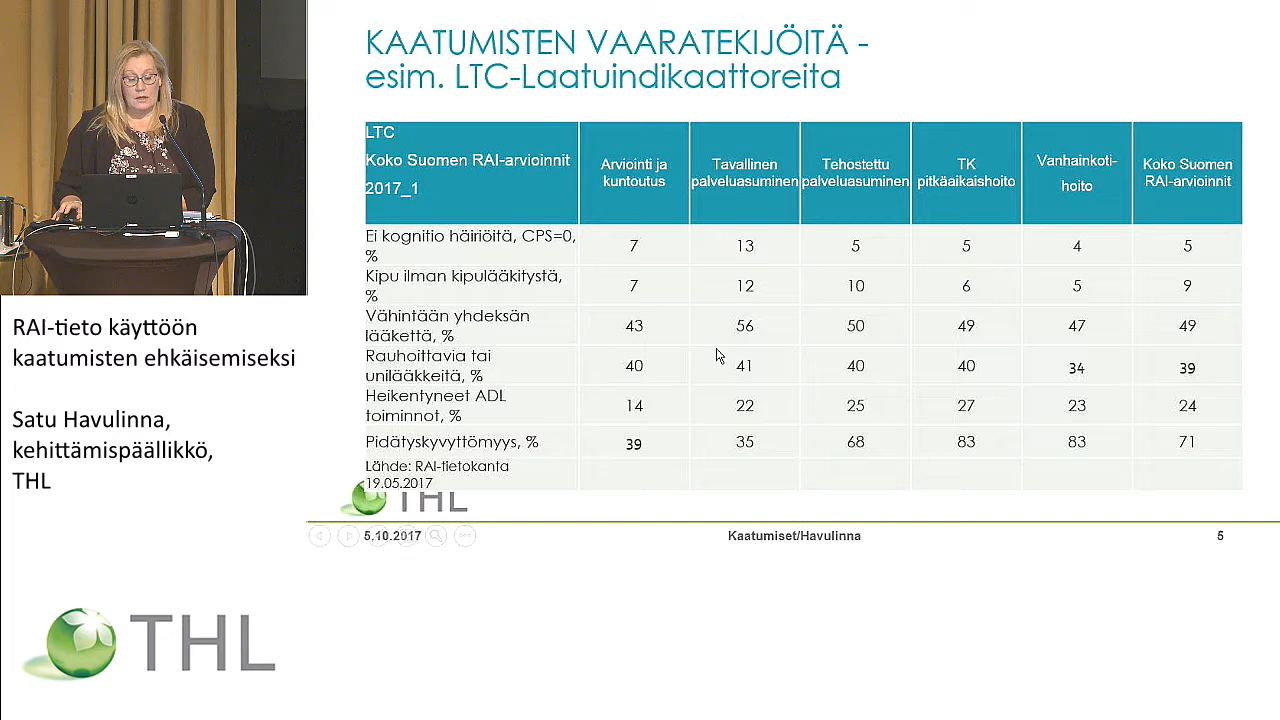 KAATUMISTEN VAARATEKIJÖITÄ -
esim. LTC-Laatuindikaattoreita
LTC
Koko Suomen RAI-arvioinnit
2017_1
Arviointi ja
kuntoutus
Tavallinen
palveluasuminen
Tehostettu
palveluasuminen
TK
pitkäaikaishoito
Vanhainkoti-
hoito
Koko Suomen
RAI-arvioinnit
Ei kognitio häiriöitä, CPS=0,
%
7 13 5 5 4 5
Kipu ilman kipulääkitystä,
%
7 12 10 6 5 9
Vähintään yhdeksän
lääkettä, %
43 56 50 49 47 49
Rauhoittavia tai
unilääkkeitä, %
40 41 40 40 34 39
Heikentyneet ADL
toiminnot, %
14 22 25 27 23 24
Pidätyskyvyttömyys, % 39 35 68 83 83 71
Lähde: RAI-tietokanta
19.05.2017
THL
5.10.2017 Kaatumiset/Havulinna 5
RAI-tieto käyttöön
kaatumisten ehkäisemiseksi
Satu Havulinna,
kehittämispäällikkö,
THL
THL